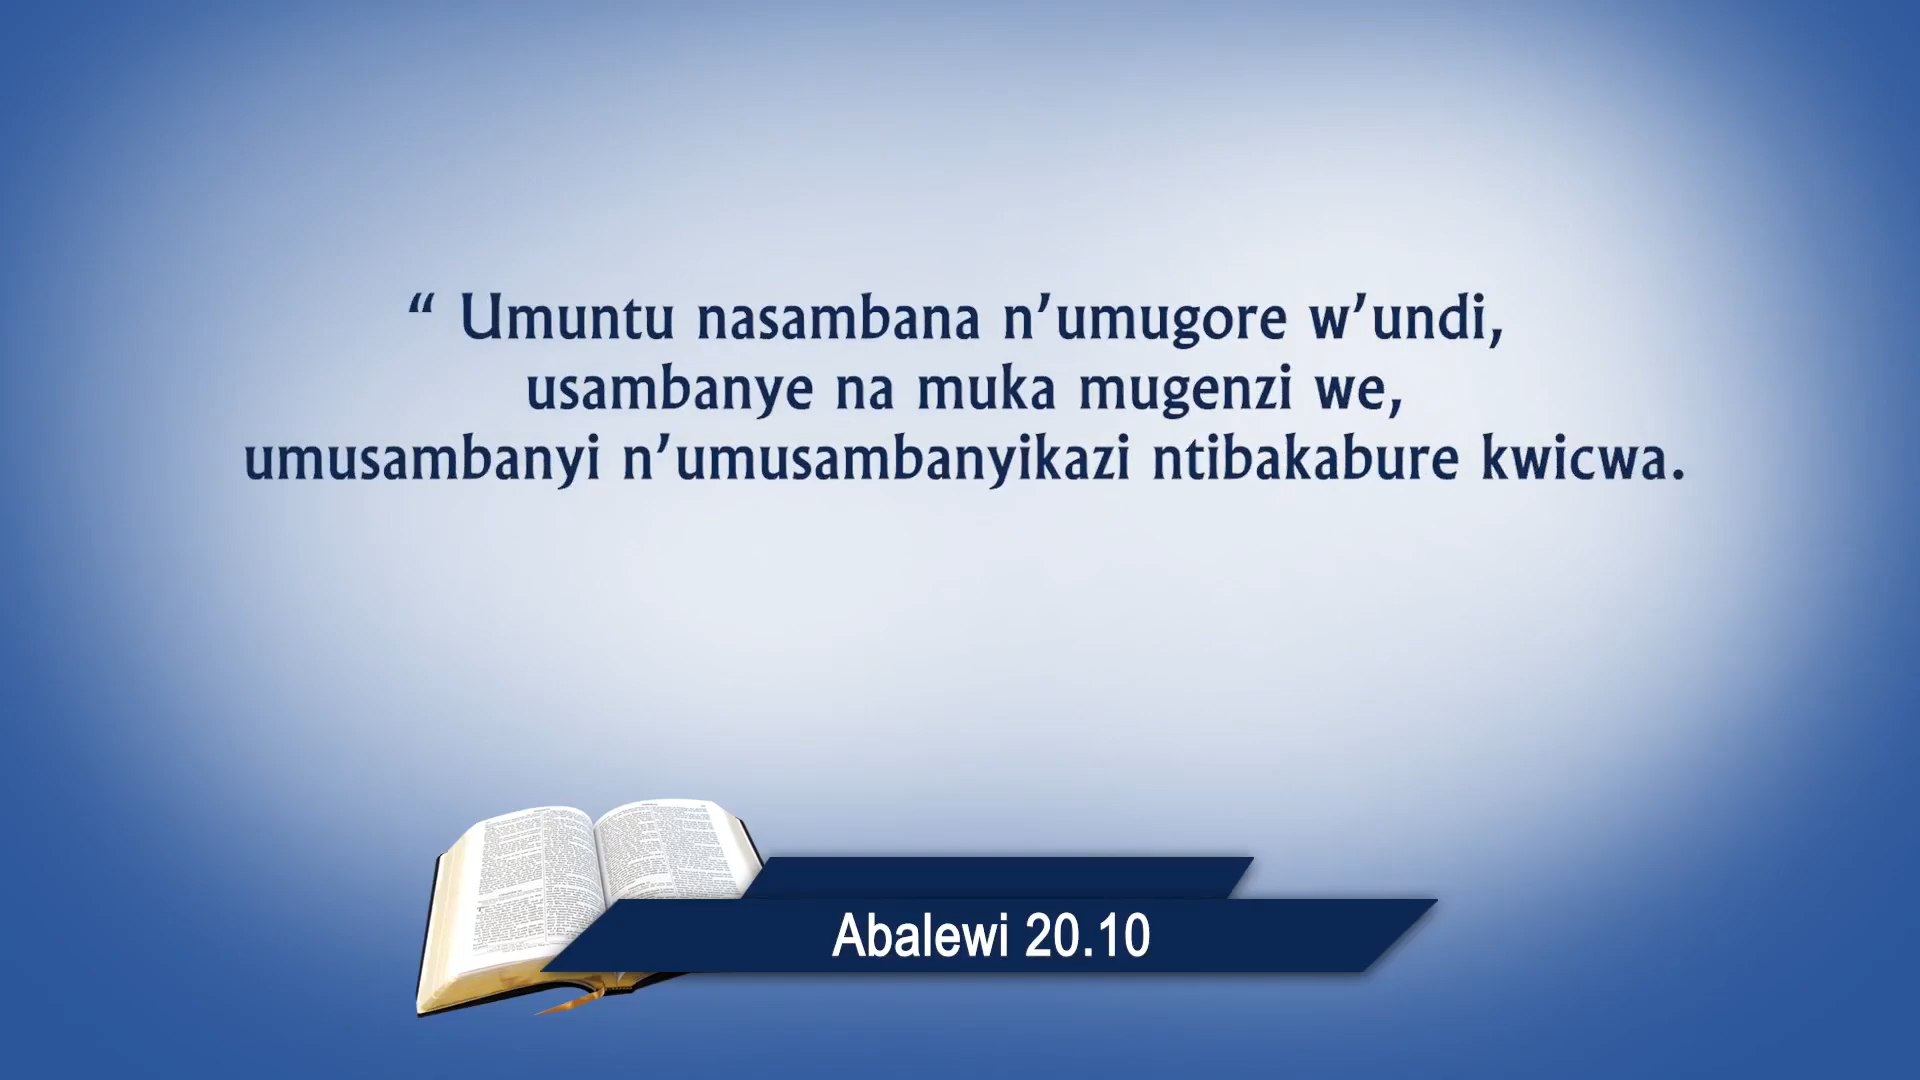 “ Umuntu nasambana n’umugore w’undi,
usambanye na muka mugenzi we,
umusambanyi n’umusambanyikazi ntibakabure kwicwa.
Abalewi 20.10